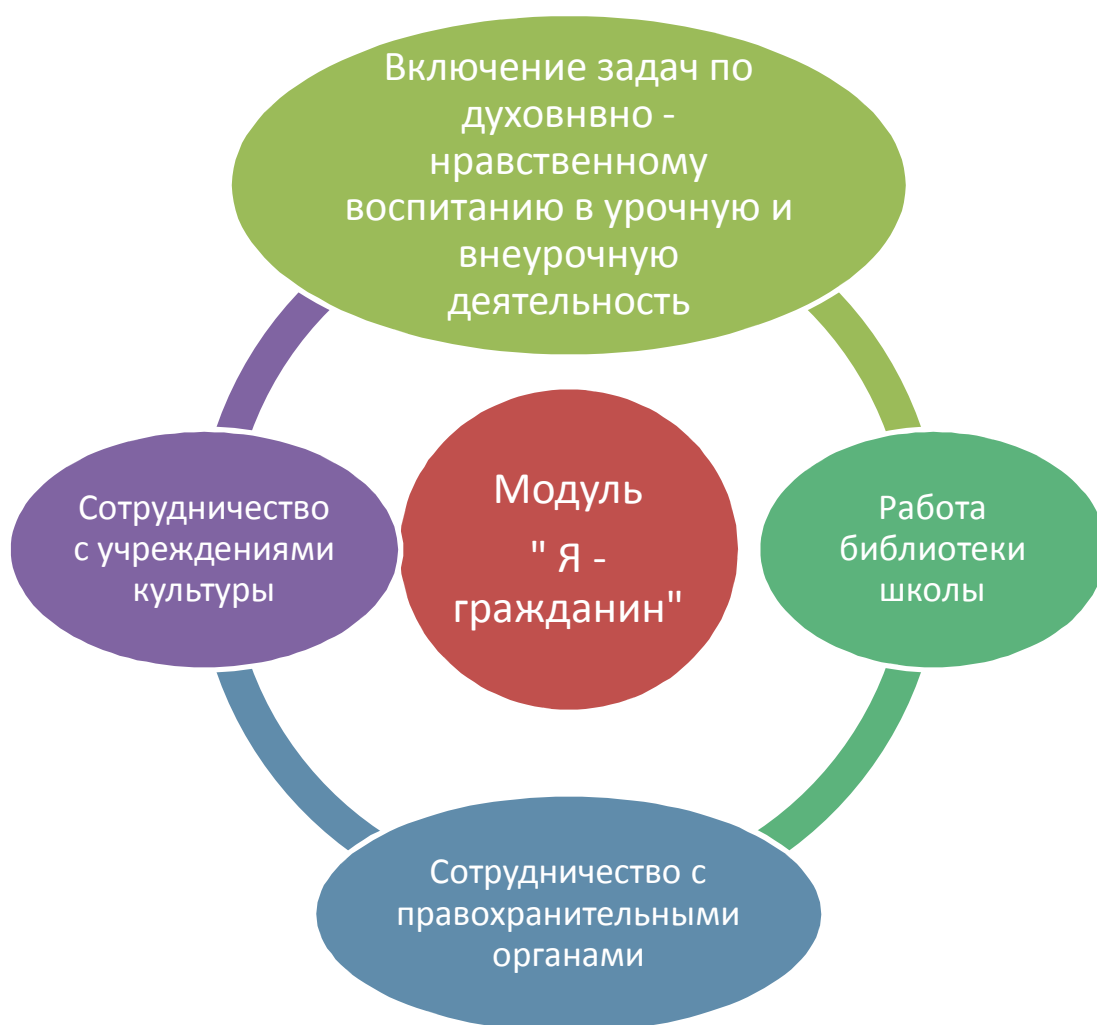 Включение задач по
духовнвно -
нравственному
воспитанию в урочную и
внеурочную
деятельность
Сотрудничество
с учреждениями
культуры
Модуль
" Я -
гражданин"
Работа
библиотеки
школы
Сотрудничество с
правохранительными
органами